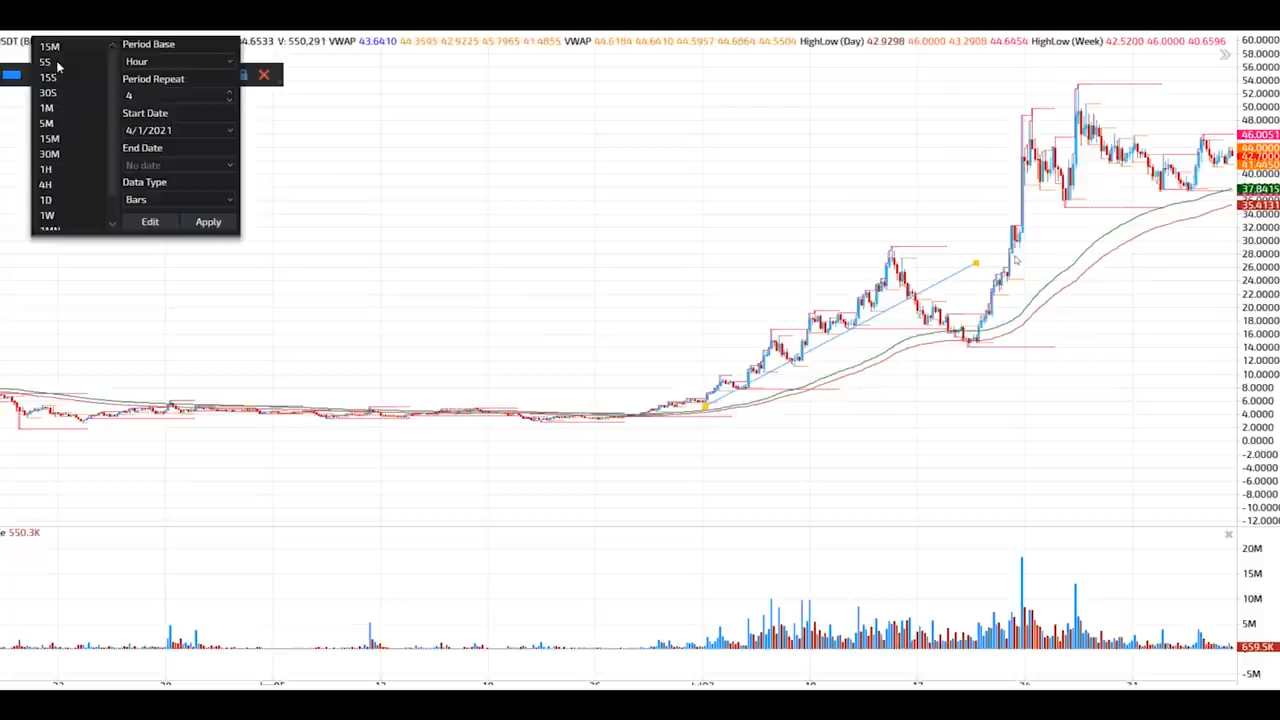 SDT (B
4.6533 V: 550,291 VWAP 43.6410 44.3595 42.9225 45.7965 41.4855 VWAP 44.6184 44.6410 44.5957 44.6864 44.5504 HighLow (Day) 42.9298 46.0000 43.2908 44.6454 HighLow (Week) 42.5200 46.0000 40.6596
15M
5S
15S
30S
1M
5M
15M
30M
1H
4H
1D
1W
Period Base
Hour
Period Repeat
4
Start Date
4/1/2021
End Date
No date
Data Type
Bars
Edit
Apply
60.0000
58.0000
56.0000
54.0000
52.0000
50.0000
48.0000
46.0051
44.0000
42.7000
41.4450
40.0000
37.8415
36.0000
35.4131
34.0000
32.0000
30.0000
28.0000
26.0000
24.0000
22.0000
20.0000
18.0000
16.0000
14.0000
12.0000
10.0000
8.0000
6.0000
4.0000
2.0000
0.0000
-2.0000
-4.0000
-6.0000
-8.0000
-10.0000
-12.0000
e 550.3K
20M
15M
10M
5M
659.5K
-5M